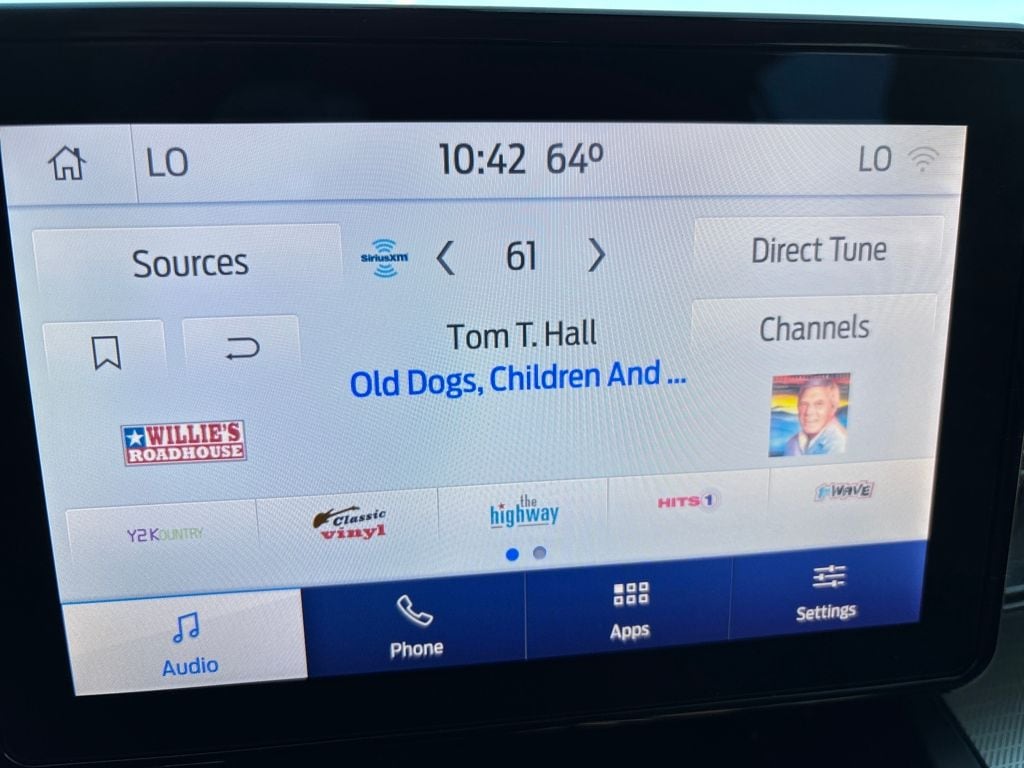 LO
10:42 64º
LO
Sources
SiriusXM
61
Direct Tune
Tom T. Hall
Channels
Old Dogs, Children And ...
WILLIE'S
ROADHOUSE
Y2KOUNTRY
Classic
vinyl
the
highway
HITS 1
1st WAVE
Audio
Phone
Apps
Settings